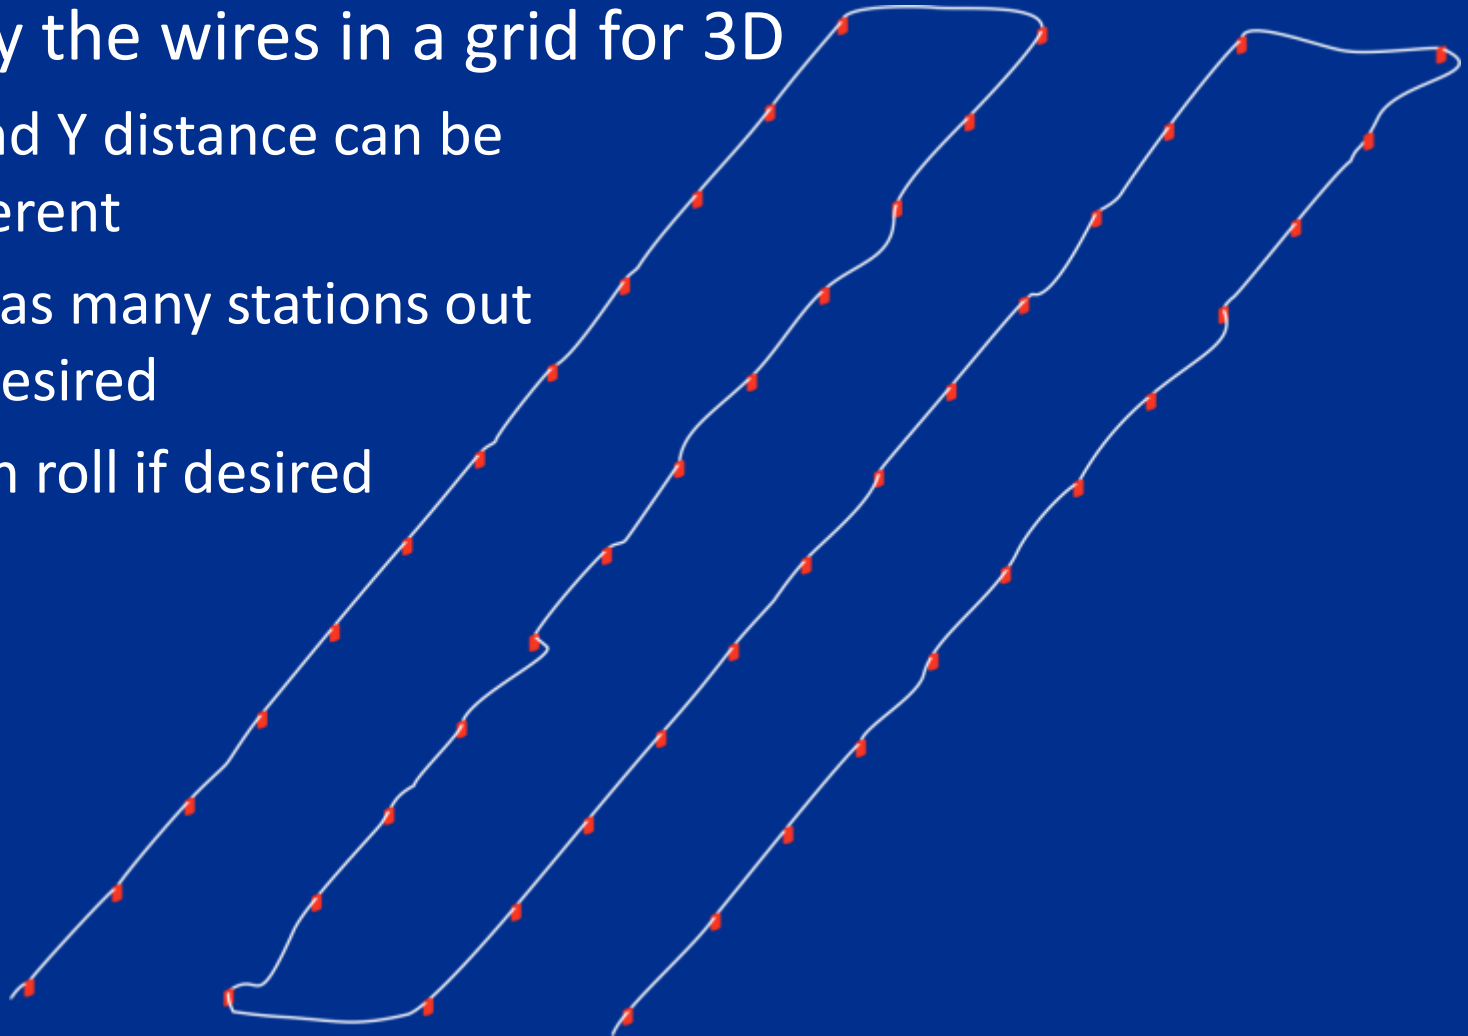 y the wires in a grid for 3D
nd Y distance can be
erent
as many stations out
esired
n roll if desired